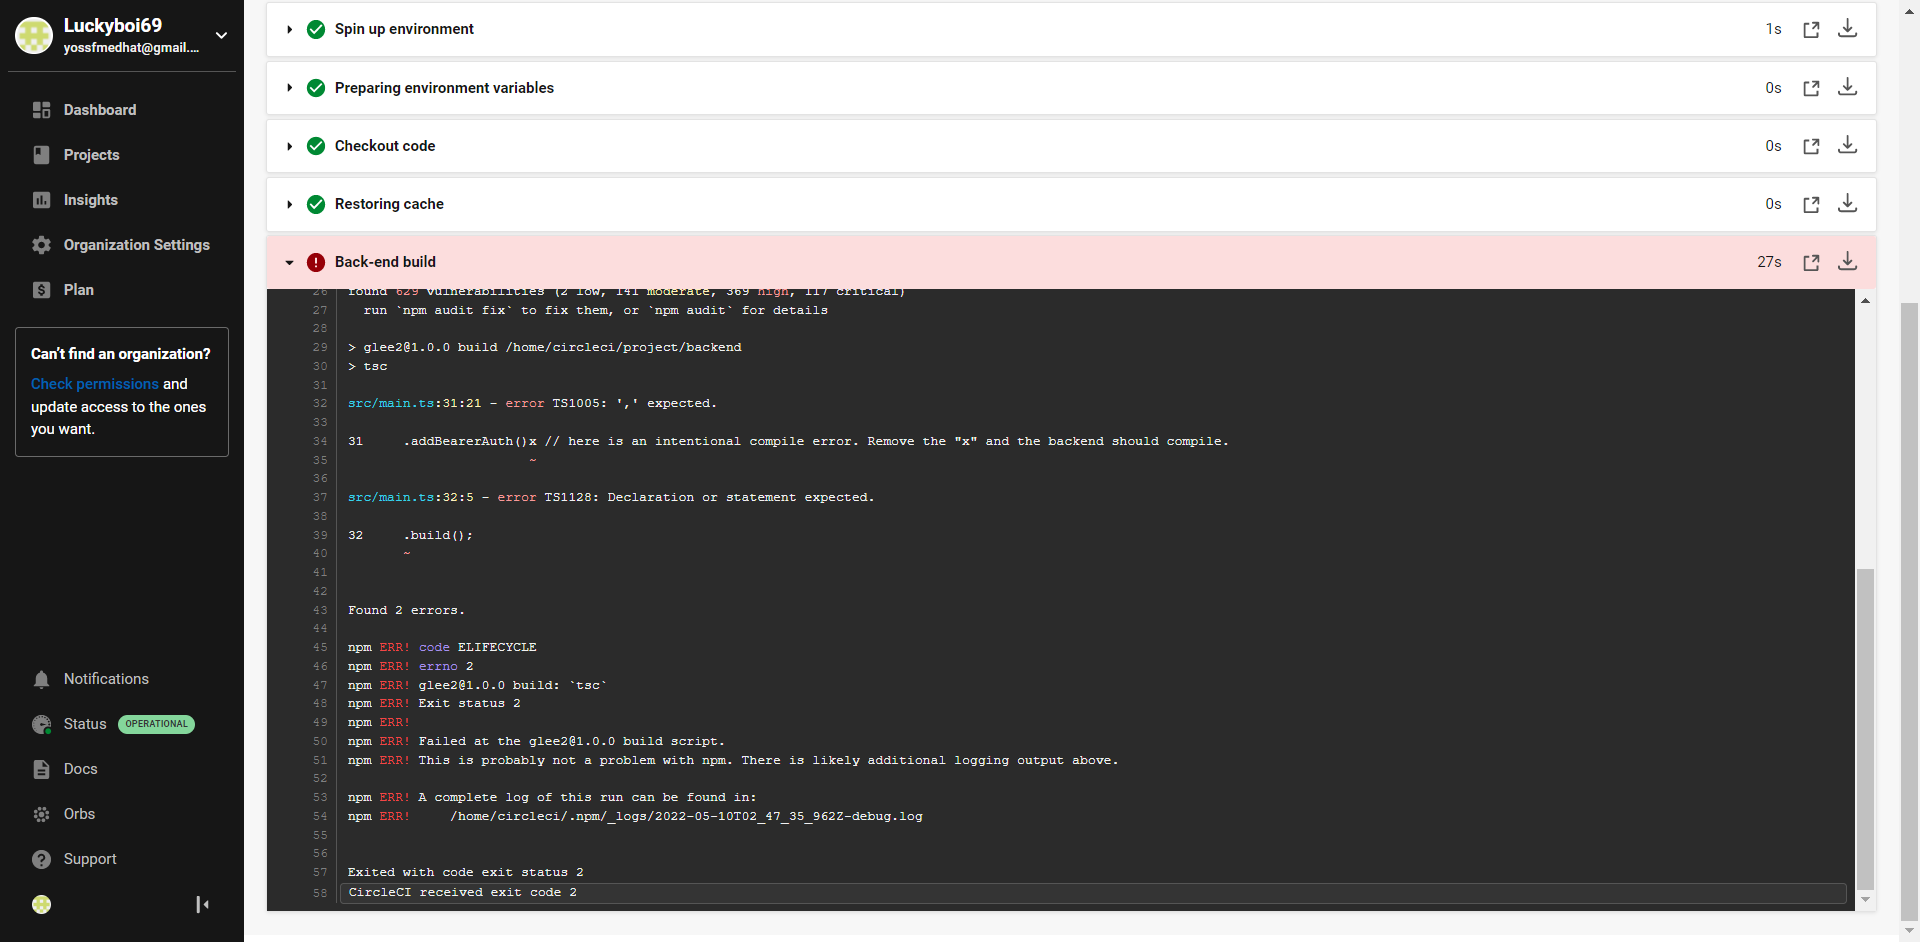 Luckyboi69
yossfmedhat@gmail....
Dashboard
Projects
Insights
Organization Settings
Plan
Can't find an organization?
Check permissions and
update access to the ones
you want.
Notifications
Status OPERATIONAL
Docs
Orbs
Support
Spin up environment 1s
Preparing environment variables 0s
Checkout code 0s
Restoring cache 0s
Back-end build 27s
26 found 629 vulnerabilities (2 low, 141 moderate, 369 high, 117 critical)
27 run `npm audit fix` to fix them, or `npm audit` for details
28
29 > glee2@1.0.0 build /home/circleci/project/backend
30 > tsc
31
32 src/main.ts:31:21 - error TS1005: ',' expected.
33
34 31 .addBearerAuth()x // here is an intentional compile error. Remove the "x" and the backend should compile.
35 ~
36
37 src/main.ts:32:5 - error TS1128: Declaration or statement expected.
38
39 32 .build();
40 ~
41
42
43 Found 2 errors.
44
45 npm ERR! code ELIFECYCLE
46 npm ERR! errno 2
47 npm ERR! glee2@1.0.0 build: `tsc`
48 npm ERR! Exit status 2
49 npm ERR!
50 npm ERR! Failed at the glee2@1.0.0 build script.
51 npm ERR! This is probably not a problem with npm. There is likely additional logging output above.
52
53 npm ERR! A complete log of this run can be found in:
54 npm ERR! /home/circleci/.npm/_logs/2022-05-10T02_47_35_962Z-debug.log
55
56
57 Exited with code exit status 2
58 CircleCI received exit code 2